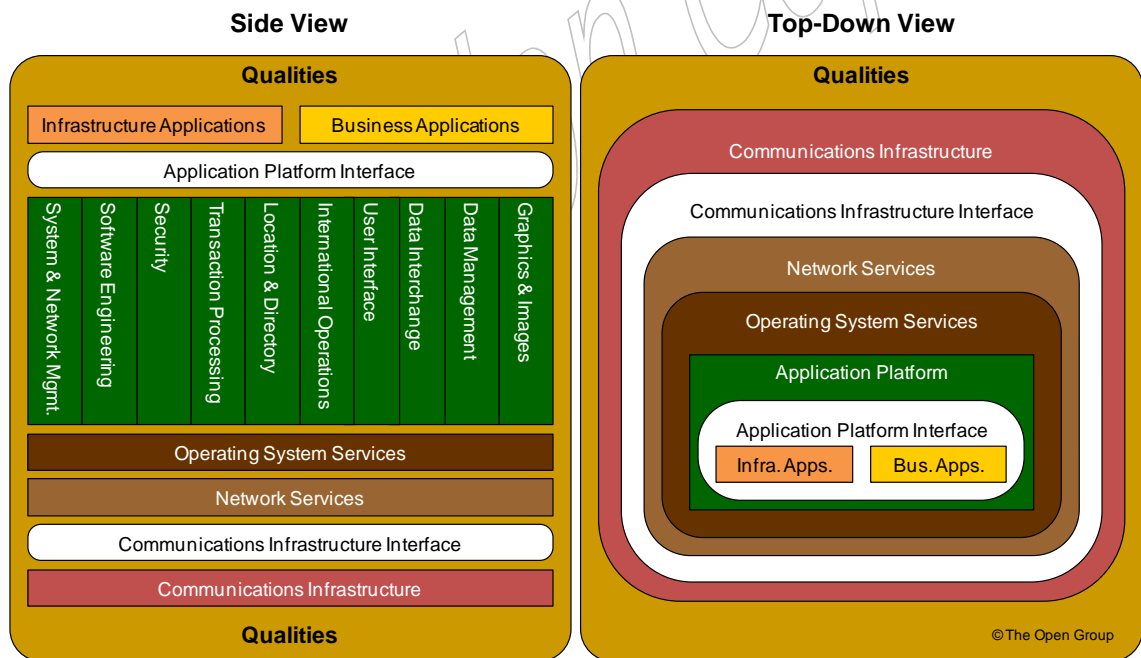 Side View
Qualities
Infrastructure Applications
Business Applications
Application Platform Interface
System & Network Mgmt.
Software Engineering
Security
Transaction Processing
Location & Directory
International Operations
User Interface
Data Interchange
Data Management
Graphics & Images
Operating System Services
Network Services
Communications Infrastructure Interface
Communications Infrastructure
Qualities
Top-Down View
Qualities
Communications Infrastructure
Communications Infrastructure Interface
Network Services
Operating System Services
Application Platform
Application Platform Interface
Infra. Apps.
Bus. Apps.
© The Open Group